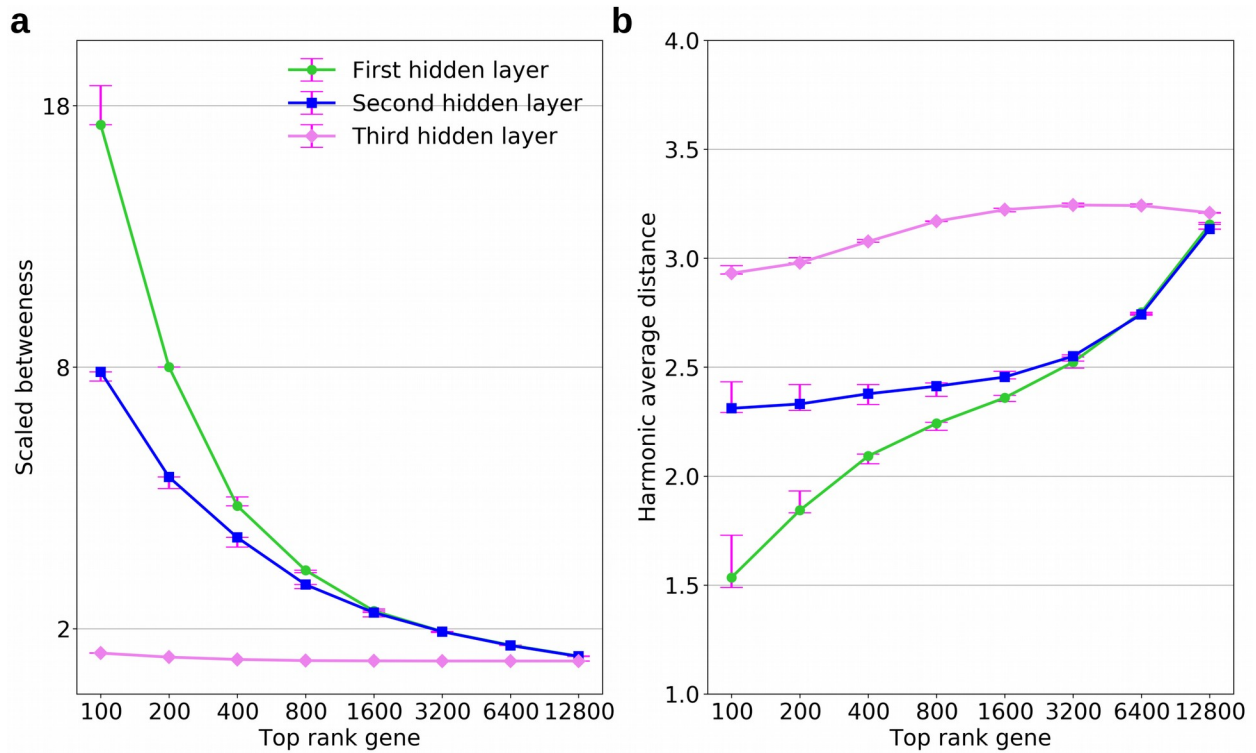 a
18
8
2
Scaled betweeness
First hidden layer
Second hidden layer
Third hidden layer
100 200 400 800 1600 3200 6400 12800
Top rank gene
b
4.0
3.5
3.0
2.5
2.0
1.5
1.0
Harmonic average distance
100 200 400 800 1600 3200 6400 12800
Top rank gene